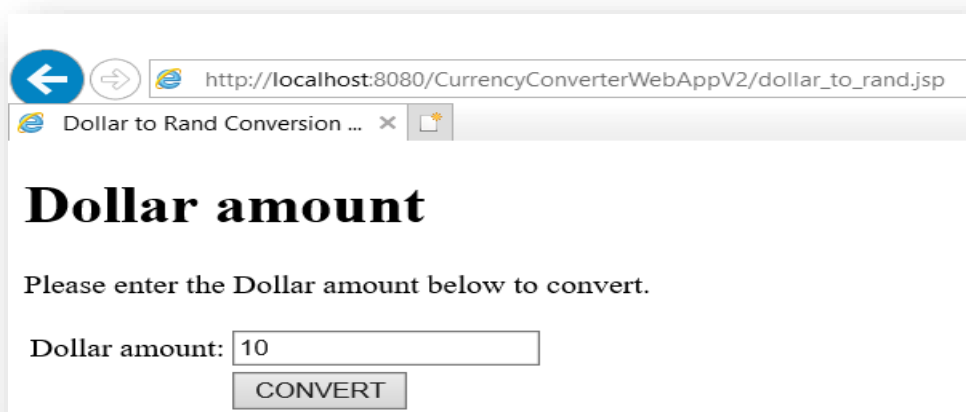 http://localhost:8080/CurrencyConverterWebAppV2/dollar_to_rand.jsp
Dollar to Rand Conversion ...
Dollar amount
Please enter the Dollar amount below to convert.
Dollar amount: 10
CONVERT